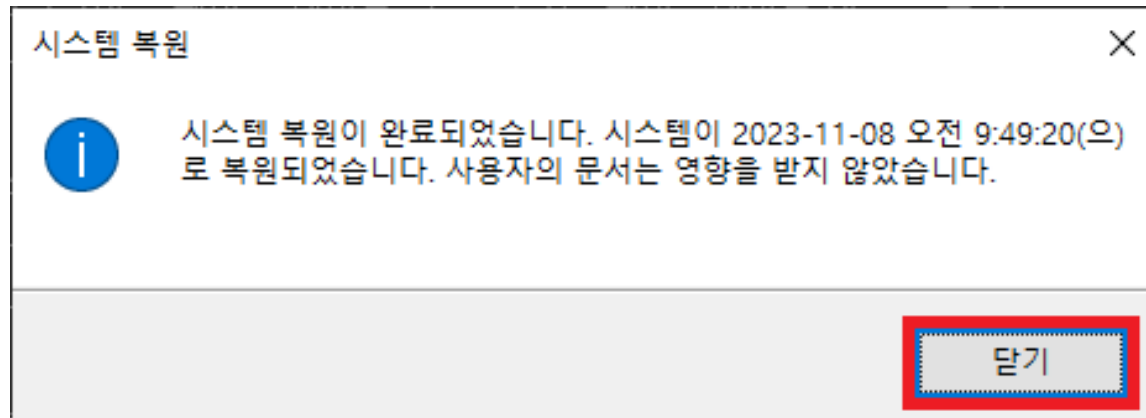 시스템 복원
시스템 복원이 완료되었습니다. 시스템이 2023-11-08 오전 9:49:20(으)
로 복원되었습니다. 사용자의 문서는 영향을 받지 않았습니다.
닫기